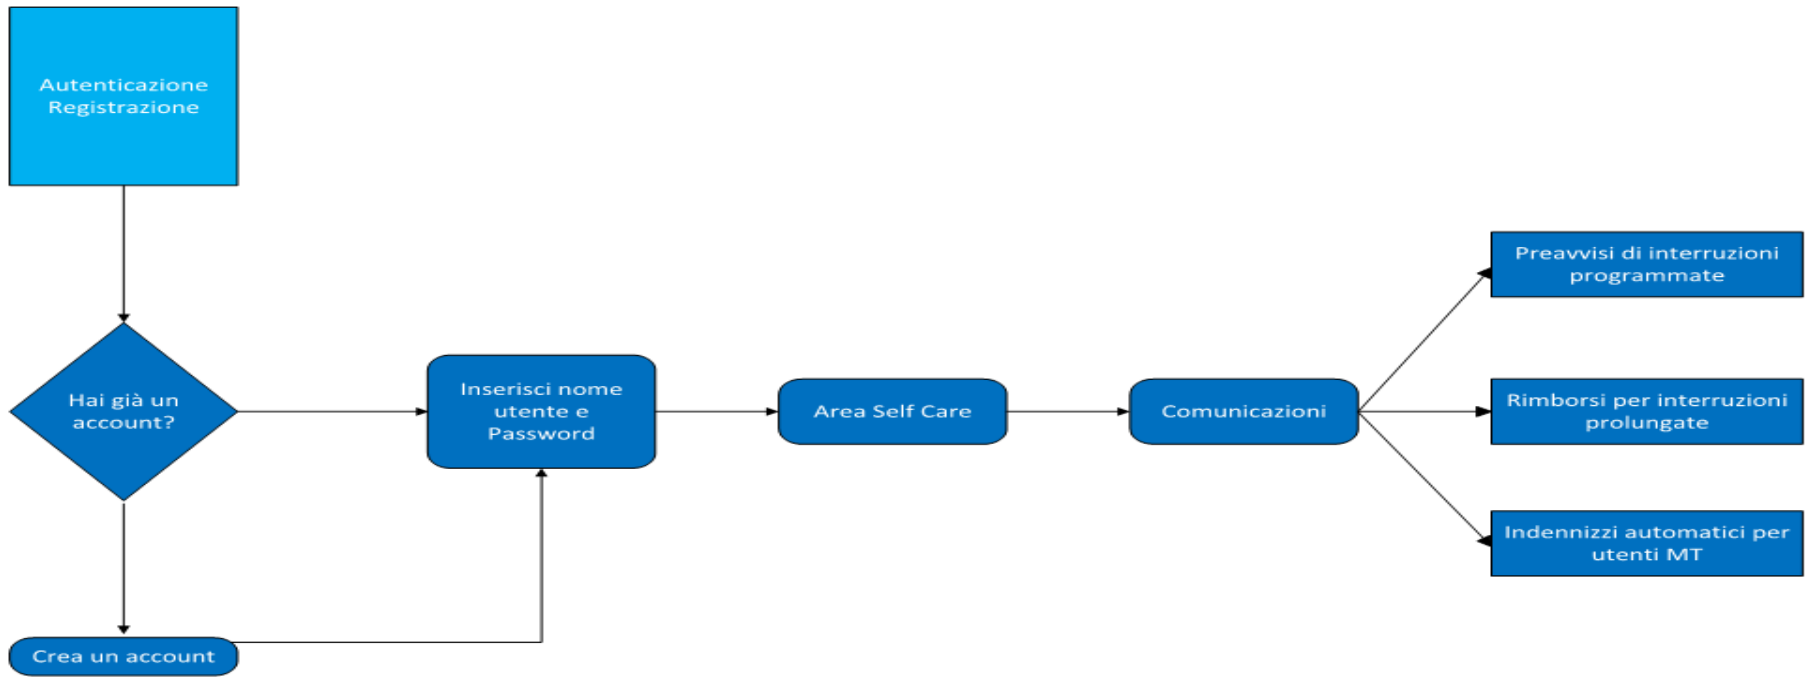 Autenticazione
Registrazione
Hai già un
account?
Crea un account
Inserisci nome
utente e
Password
Area Self Care
Comunicazioni
Preavvisi di interruzioni
programmate
Rimborsi per interruzioni
prolungate
Indennizzi automatici per
utenti MT